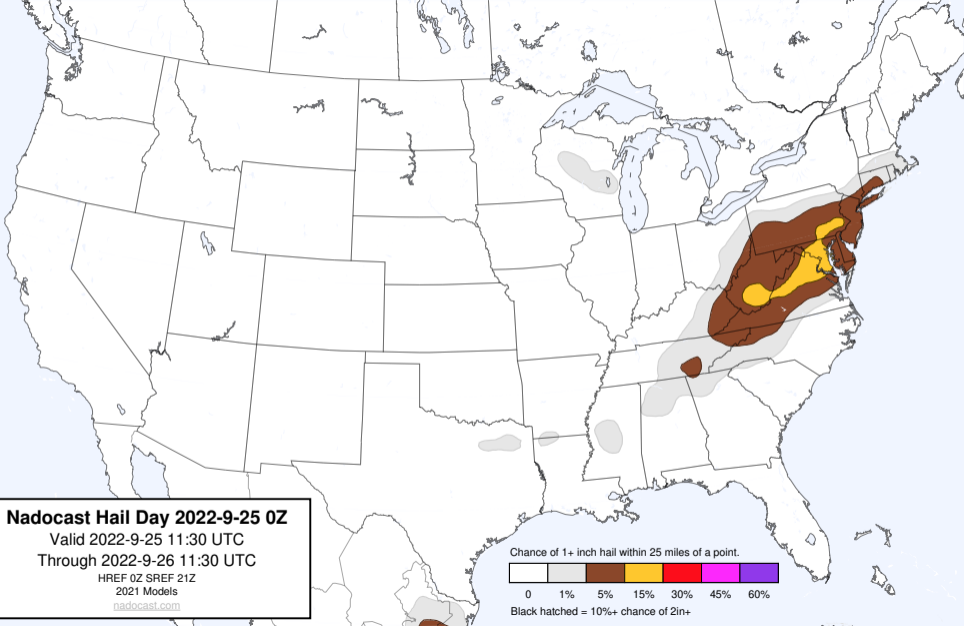 Nadocast Hail Day 2022-9-25 0Z
Valid 2022-9-25 11:30 UTC
Through 2022-9-26 11:30 UTC
HREF 0Z SREF 21Z
2021 Models
nadocast.com
Chance of 1+ inch hail within 25 miles of a point.
0 1% 5% 15% 30% 45% 60%
Black hatched = 10%+ chance of 2in+